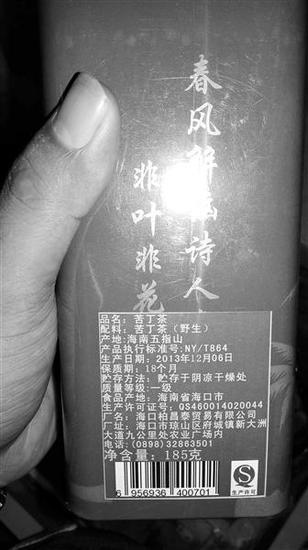 春风解
诗人
非叶非花
品名：苦丁茶
配料：苦丁茶（野生）
产地：海南五指山
产品执行标准号：NY/T864
生产日期：2013年12月06日
保质期：18个月
贮存方法：贮存于阴凉干燥处
质量等级：一级
食品产地：海南省海口市
生产许可证号：QS460014020044
厂名：海口柏昌泰贸易有限公司
厂址：海口市琼山区府城镇新大洲
大道九公里处农业广场内
电话：(0898)32863501
净含量：185克
6 956936 400701
QS
生产许可